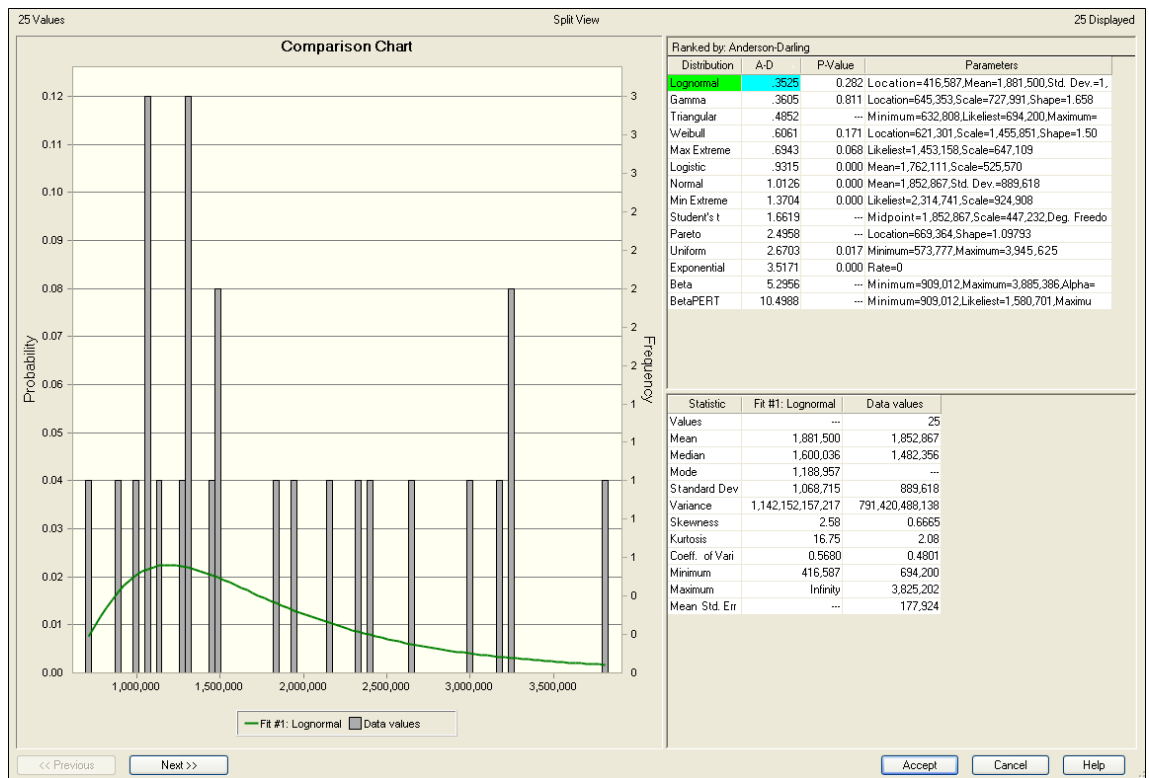 25 Values Split View 25 Displayed
Comparison Chart
0.12
0.11
0.10
0.09
0.08
0.07
0.06
0.05
0.04
0.03
0.02
0.01
0.00
Probability
3
3
3
2
2
2
2
2
1
1
1
1
1
0
0
0
Frequency
1,000,000 1,500,000 2,000,000 2,500,000 3,000,000 3,500,000
Fit #1: Lognormal Data values
Ranked by: Anderson-Darling
Distribution A-D P-Value Parameters
Lognormal .3525 0.282 Location=416,587,Mean=1,881,500,Std. Dev.=1,
Gamma .3605 0.811 Location=645,353,Scale=727,991,Shape=1.658
Triangular .4852 --- Minimum=632,808,Likeliest=694,200,Maximum=
Weibull .6061 0.171 Location=621,301,Scale=1,455,851,Shape=1.50
Max Extreme .6943 0.068 Likeliest=1,453,158,Scale=647,109
Logistic .9315 0.000 Mean=1,762,111,Scale=525,570
Normal 1.0126 0.000 Mean=1,852,867,Std. Dev.=889,618
Min Extreme 1.3704 0.000 Likeliest=2,314,741,Scale=924,908
Student's t 1.6619 --- Midpoint=1,852,867,Scale=447,232,Deg. Freedo
Pareto 2.4958 --- Location=669,364,Shape=1.09793
Uniform 2.6703 0.017 Minimum=573,777,Maximum=3,945,625
Exponential 3.5171 0.000 Rate=0
Beta 5.2956 --- Minimum=909,012,Maximum=3,885,386,Alpha=
BetaPERT 10.4988 --- Minimum=909,012,Likeliest=1,580,701,Maximu
Statistic Fit #1: Lognormal Data values
Values --- 25
Mean 1,881,500 1,852,867
Median 1,600,036 1,482,356
Mode 1,188,957 ---
Standard Dev 1,068,715 889,618
Variance 1,142,152,157,217 791,420,488,138
Skewness 2.58 0.6665
Kurtosis 16.75 2.08
Coeff. of Vari 0.5680 0.4801
Minimum 416,587 694,200
Maximum Infinity 3,825,202
Mean Std. Err --- 177,924
<< Previous Next >> Accept Cancel Help